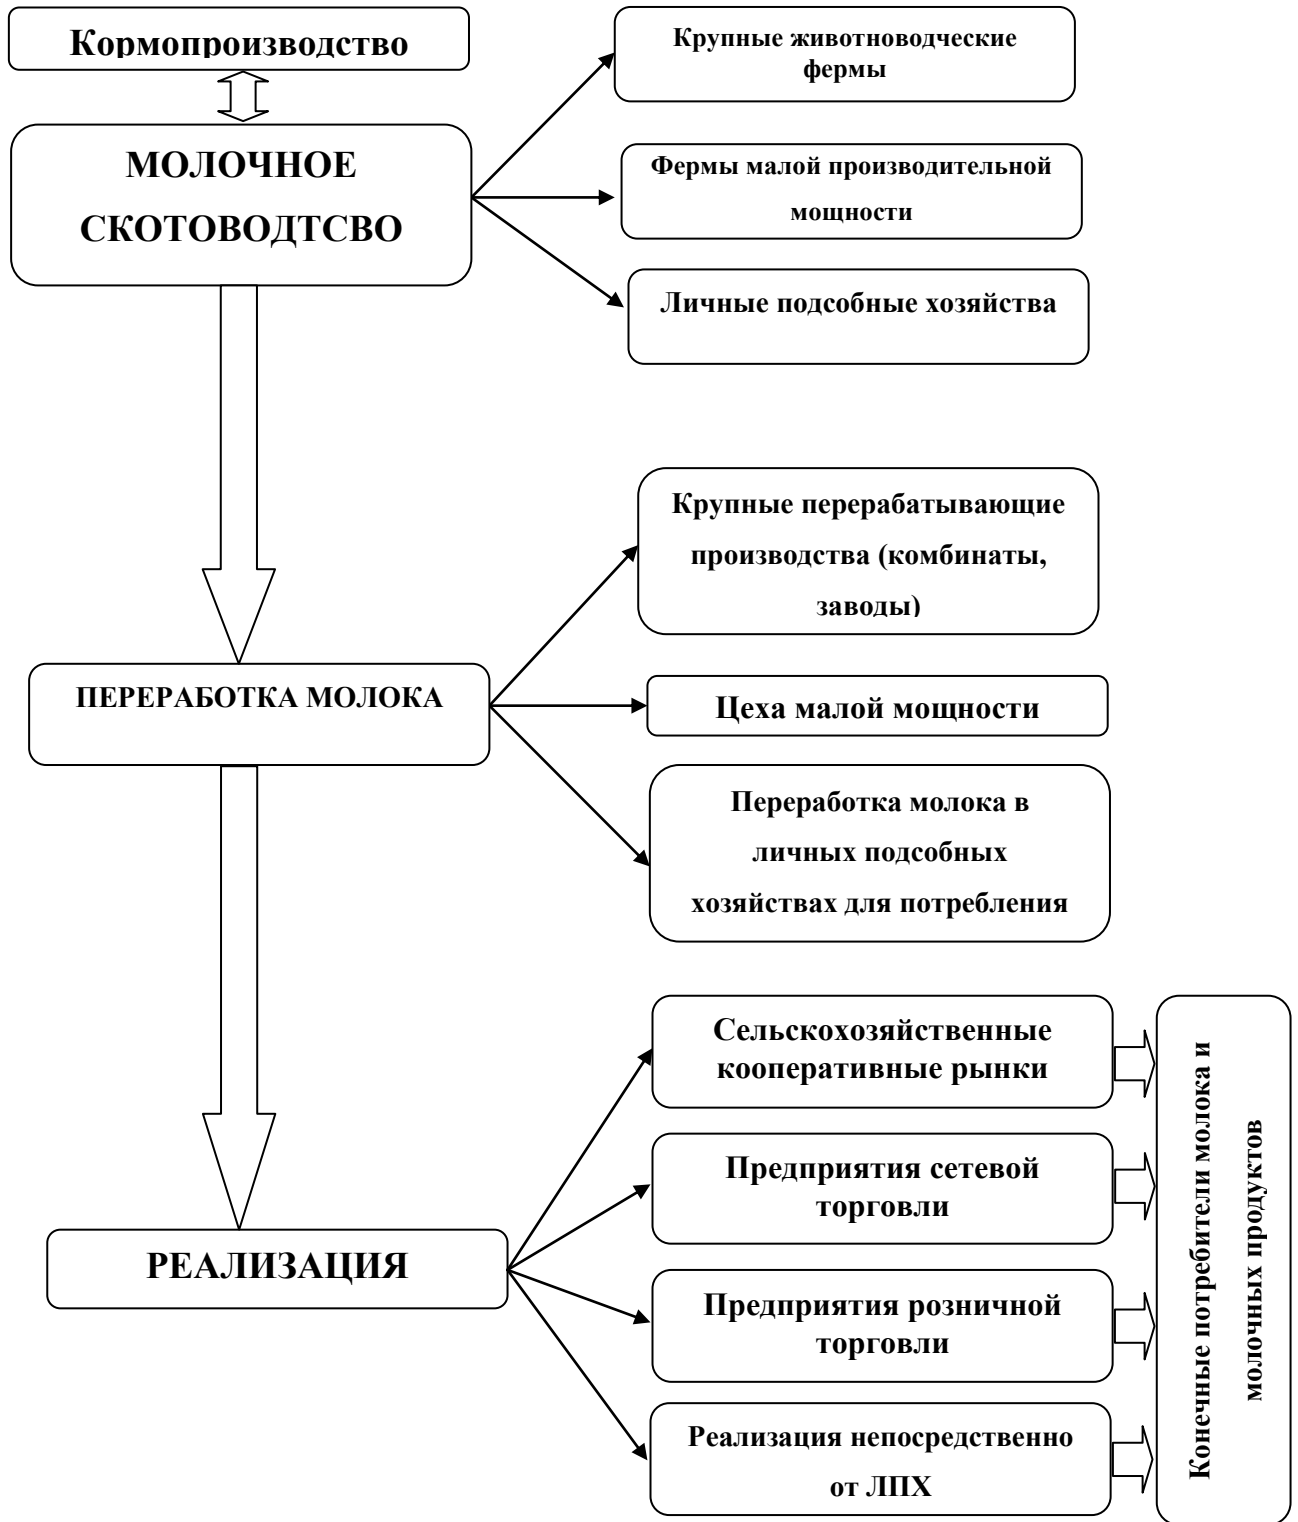 Кормопроизводство
Крупные животноводческие
фермы
МОЛОЧНОЕ
СКОТОВОДТСВО
Фермы малой производительной
мощности
Личные подсобные хозяйства
Крупные перерабатывающие
производства (комбинаты,
заводы)
ПЕРЕРАБОТКА МОЛОКА
Цеха малой мощности
Переработка молока в
личных подсобных
хозяйствах для потребления
Сельскохозяйственные
кооперативные рынки
Предприятия сетевой
торговли
РЕАЛИЗАЦИЯ
Предприятия розничной
торговли
Реализация непосредственно
от ЛПХ
Конечные потребители молока и
молочных продуктов